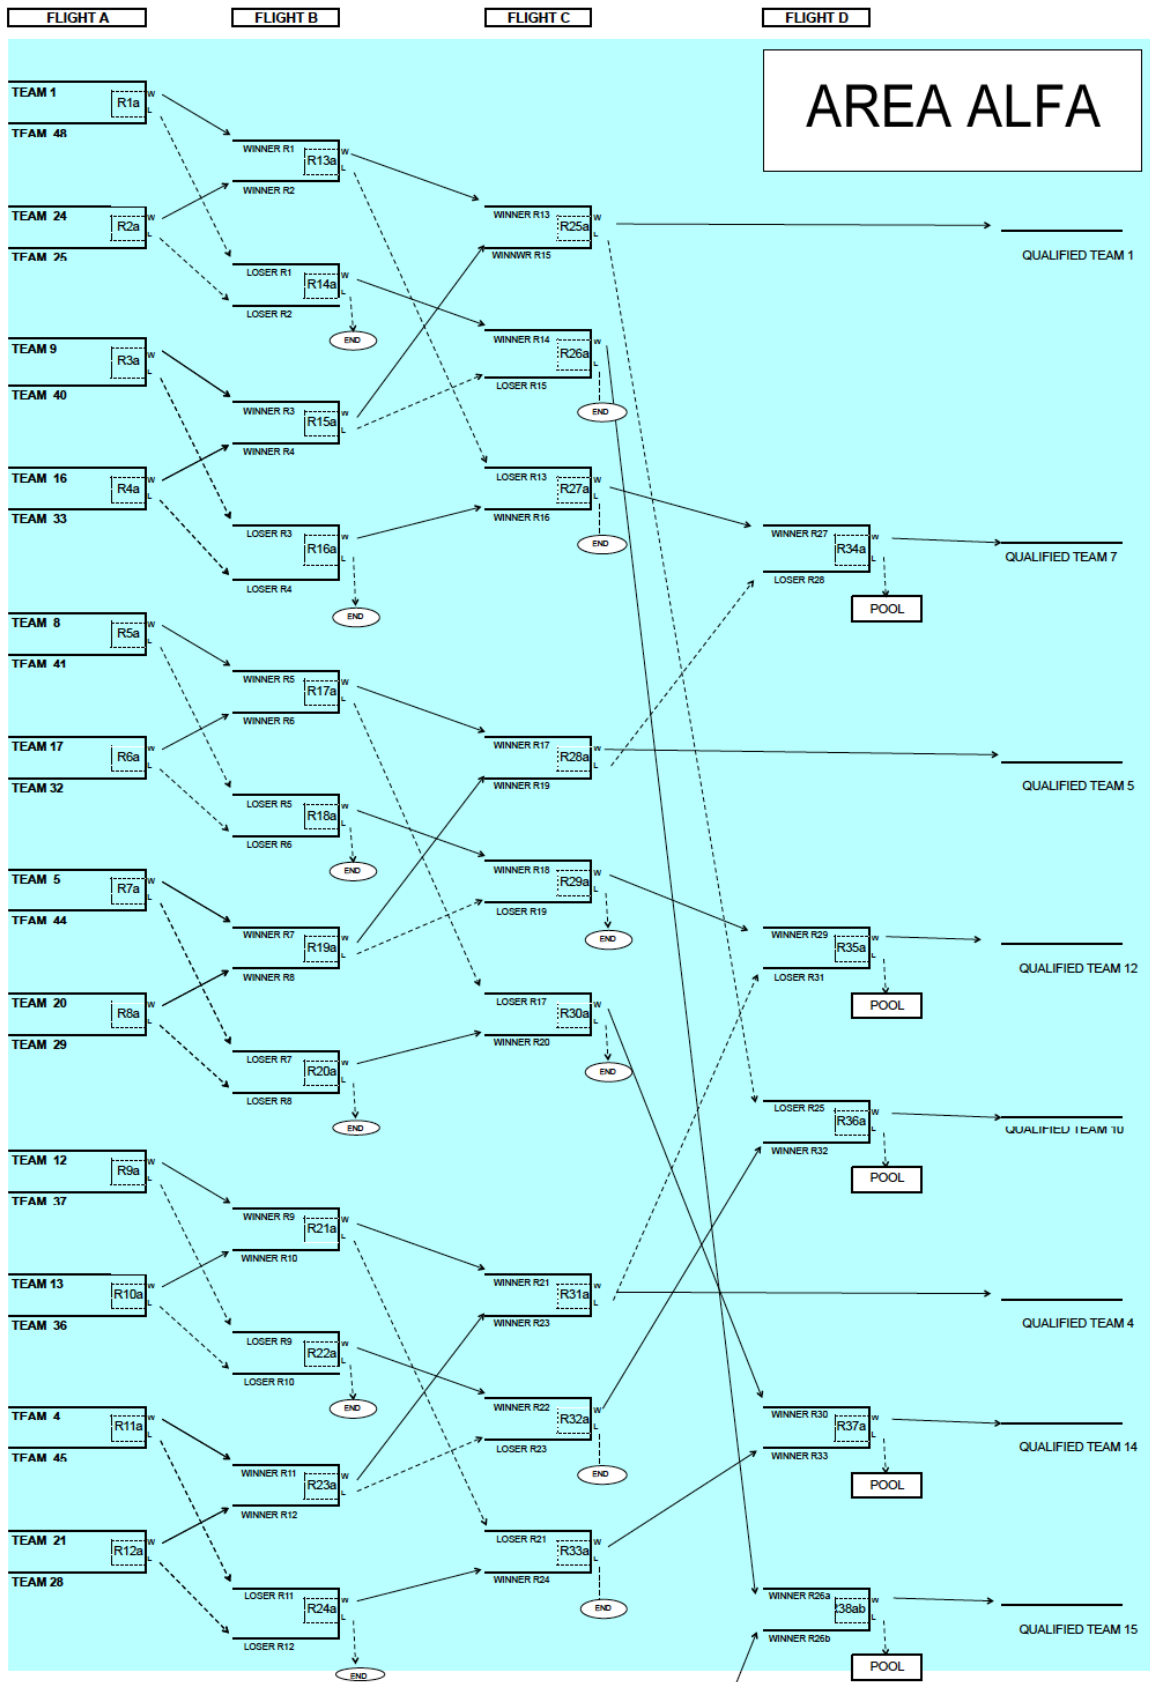 FLIGHT A
FLIGHT B
FLIGHT C
FLIGHT D
AREA ALFA
TEAM 1
R1a
W
L
TEAM 48
WINNER R1
R13a
W
L
WINNER R2
TEAM 24
R2a
W
L
TEAM 25
WINNER R13
R25a
W
L
WINNWR R15
QUALIFIED TEAM 1
LOSER R1
R14a
W
L
LOSER R2
END
TEAM 9
R3a
W
L
TEAM 40
WINNER R14
R26a
W
L
LOSER R15
END
WINNER R3
R15a
W
L
WINNER R4
TEAM 16
R4a
W
L
TEAM 33
LOSER R13
R27a
W
L
WINNER R16
END
LOSER R3
R16a
W
L
LOSER R4
END
WINNER R27
R34a
W
L
LOSER R28
POOL
QUALIFIED TEAM 7
TEAM 8
R5a
W
L
TEAM 41
WINNER R5
R17a
W
L
WINNER R6
TEAM 17
R6a
W
L
TEAM 32
WINNER R17
R28a
W
L
WINNER R19
QUALIFIED TEAM 5
LOSER R5
R18a
W
L
LOSER R6
END
TEAM 5
R7a
W
L
TEAM 44
WINNER R18
R29a
W
L
LOSER R19
END
WINNER R7
R19a
W
L
WINNER R8
WINNER R29
R35a
W
L
LOSER R31
POOL
QUALIFIED TEAM 12
TEAM 20
R8a
W
L
TEAM 29
LOSER R17
R30a
W
L
WINNER R20
END
LOSER R7
R20a
W
L
LOSER R8
END
LOSER R25
R36a
W
L
WINNER R32
POOL
QUALIFIED TEAM 10
TEAM 12
R9a
W
L
TEAM 37
WINNER R9
R21a
W
L
WINNER R10
TEAM 13
R10a
W
L
TEAM 36
WINNER R21
R31a
W
L
WINNER R23
QUALIFIED TEAM 4
LOSER R9
R22a
W
L
LOSER R10
END
TEAM 4
R11a
W
L
TEAM 45
WINNER R22
R32a
W
L
LOSER R23
END
WINNER R30
R37a
W
L
WINNER R33
POOL
QUALIFIED TEAM 14
WINNER R11
R23a
W
L
WINNER R12
TEAM 21
R12a
W
L
TEAM 28
LOSER R21
R33a
W
L
WINNER R24
END
LOSER R11
R24a
W
L
LOSER R12
END
WINNER R26a
R38ab
W
L
WINNER R26b
POOL
QUALIFIED TEAM 15